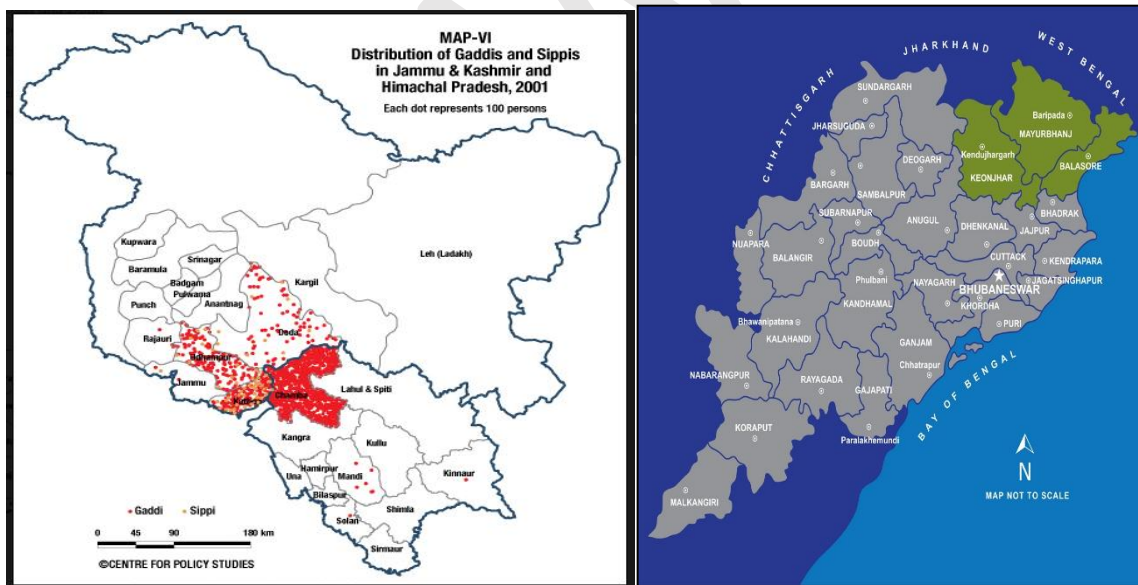 MAP-VI
Distribution of Gaddis and Sippis
in Jammu & Kashmir and
Himachal Pradesh, 2001
Each dot represents 100 persons
Kupwara
Baramula
Srinagar
Badgam
Pulwama
Punch
Anantnag
Kargil
Leh (Ladakh)
Rajauri
Doda
Udhampur
Jammu
Kathua
Chamba
Lahul & Spiti
Kangra
Kullu
Hamirpur
Una
Mandi
Kinnaur
Bilaspur
Shimla
Solan
Sirmaur
Gaddi Sippi
0 45 90 180 km
©CENTRE FOR POLICY STUDIES
CHHATTISGARH
JHARKHAND
WEST BENGAL
SUNDARGARH
JHARSUGUDA
DEOGARH
Kendujhargarh
KEONJHAR
Baripada
MAYURBHANJ
BALASORE
BARGARH
SAMBALPUR
SUBARNAPUR
ANUGUL
DHENKANAL
BHADRAK
JAJPUR
NUAPARA
BALANGIR
BOUDH
CUTTACK
KENDRAPARA
Phulbani
NAYAGARH
JAGATSINGHAPUR
BHUBANESWAR
KHORDHA
KANDHAMAL
PURI
Bhawanipatana
KALAHANDI
GANJAM
Chhatrapur
NABARANGPUR
RAYAGADA
GAJAPATI
BAY OF BENGAL
KORAPUT
Paralakhemundi
MALKANGIRI
N
MAP NOT TO SCALE